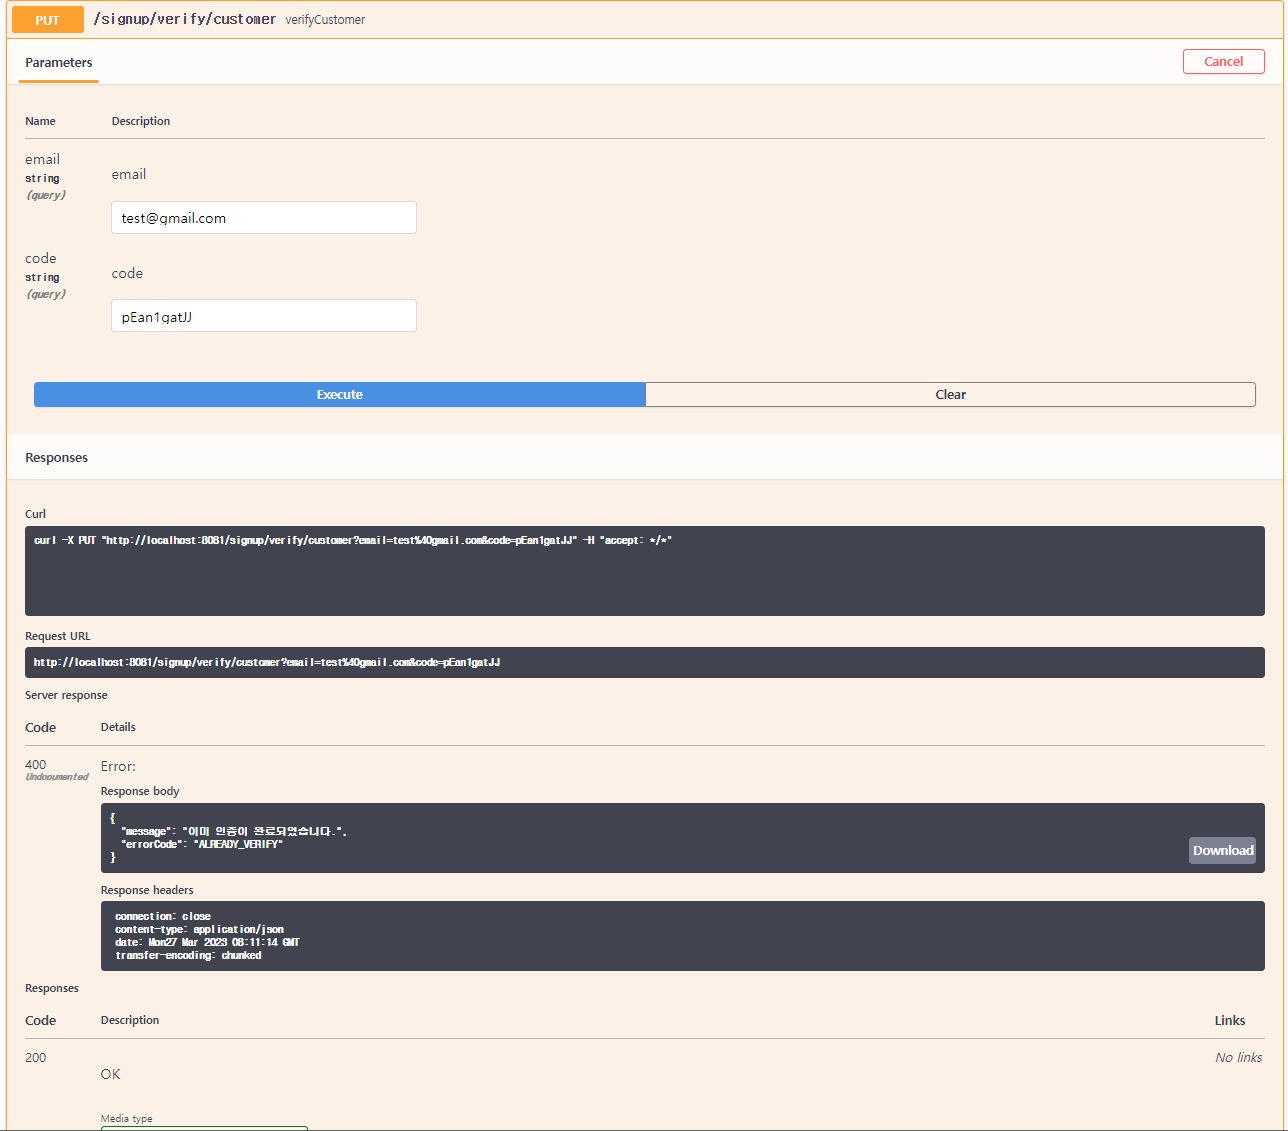 PUT /signup/verify/customer verifyCustomer
Parameters
Cancel
Name Description
email
string
(query)
email
test@gmail.com
code
string
(query)
code
pEan1gatJJ
Execute Clear
Responses
Curl
curl -X PUT "http://localhost:8081/signup/verify/customer?email=test%40gmail.com&code=pEan1gatJJ" -H "accept: */*"
Request URL
http://localhost:8081/signup/verify/customer?email=test%40gmail.com&code=pEan1gatJJ
Server response
Code Details
400
Undocumented
Error:
Response body
{
"message": "이미 인증이 완료되었습니다.",
"errorCode": "ALREADY_VERIFY"
}
Download
Response headers
connection: close
content-type: application/json
date: Mon27 Mar 2023 08:11:14 GMT
transfer-encoding: chunked
Responses
Code Description Links
200
OK
No links
Media type